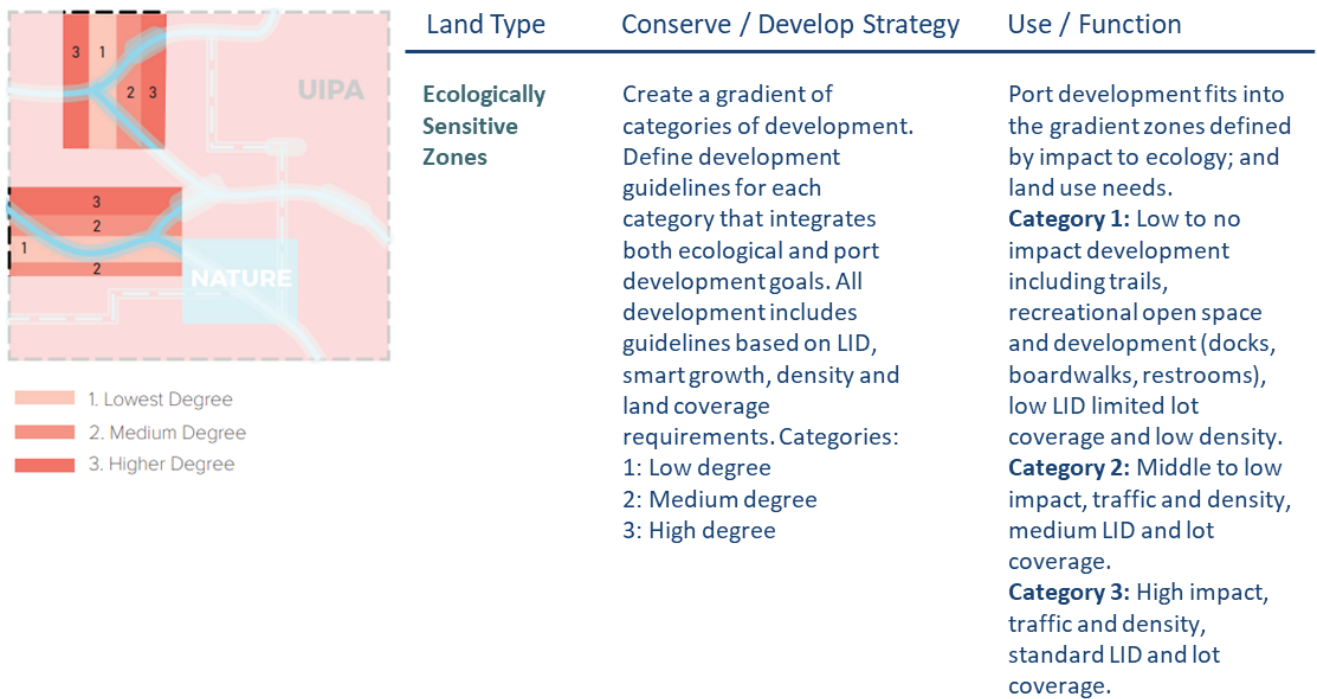 3
1
2
3
UIPA
3
2
1
2
NATURE
1. Lowest Degree
2. Medium Degree
3. Higher Degree
Land Type
Conserve / Develop Strategy
Use / Function
Ecologically
Sensitive
Zones
Create a gradient of
categories of development.
Define development
guidelines for each
category that integrates
both ecological and port
development goals. All
development includes
guidelines based on LID,
smart growth, density and
land coverage
requirements. Categories:
1: Low degree
2: Medium degree
3: High degree
Port development fits into
the gradient zones defined
by impact to ecology; and
land use needs.
Category 1: Low to no
impact development
including trails,
recreational open space
and development (docks,
boardwalks, restrooms),
low LID limited lot
coverage and low density.
Category 2: Middle to low
impact, traffic and density,
medium LID and lot
coverage.
Category 3: High impact,
traffic and density,
standard LID and lot
coverage.